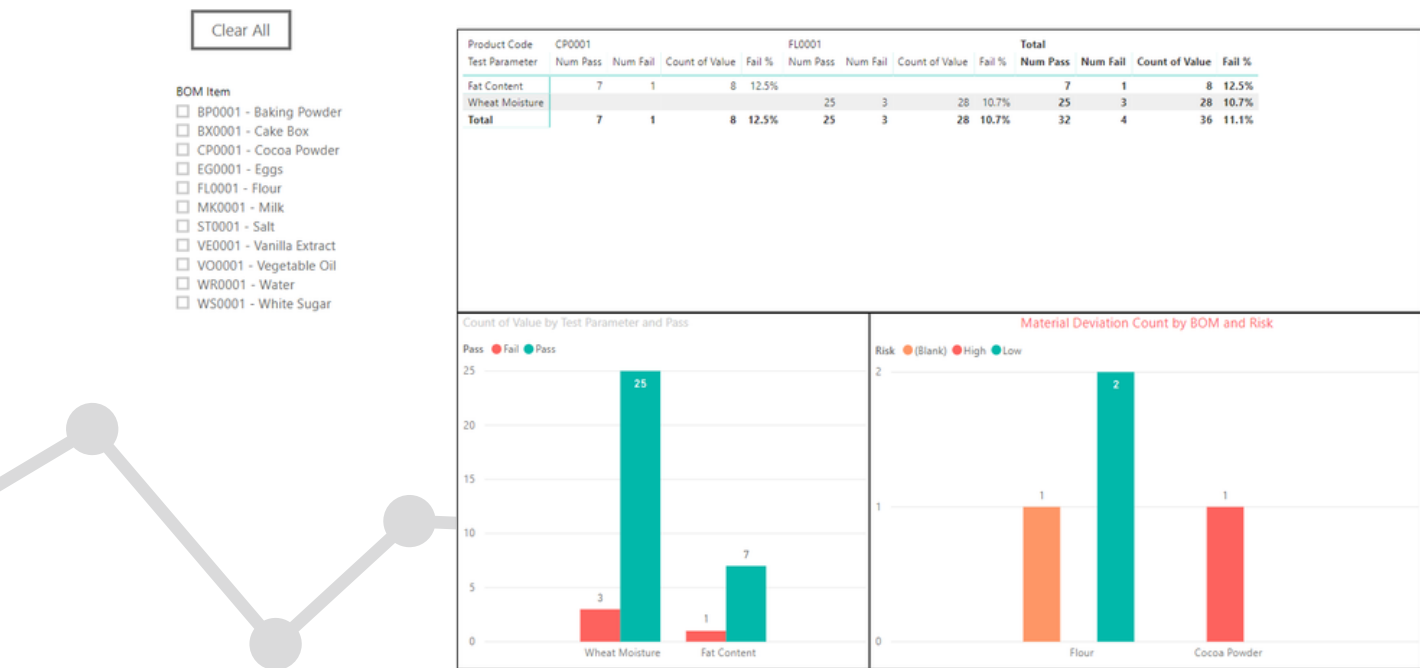 Clear All
BOM Item
BP0001 - Baking Powder
BX0001 - Cake Box
CP0001 - Cocoa Powder
EG0001 - Eggs
FL0001 - Flour
MK0001 - Milk
ST0001 - Salt
VE0001 - Vanilla Extract
VO0001 - Vegetable Oil
WR0001 - Water
WS0001 - White Sugar
Product Code CP0001 FL0001 Total
Test Parameter Num Pass Num Fail Count of Value Fail % Num Pass Num Fail Count of Value Fail % Num Pass Num Fail Count of Value Fail %
Fat Content 7 1 8 12.5% 7 1 8 12.5%
Wheat Moisture 25 3 28 10.7% 25 3 28 10.7%
Total 7 1 8 12.5% 25 3 28 10.7% 32 4 36 11.1%
Count of Value by Test Parameter and Pass
Pass Fail Pass
25
25
20
15
10
7
5
3
1
0
Wheat Moisture Fat Content
Material Deviation Count by BOM and Risk
Risk (Blank) High Low
2
2
1 1
1
0
Flour Cocoa Powder